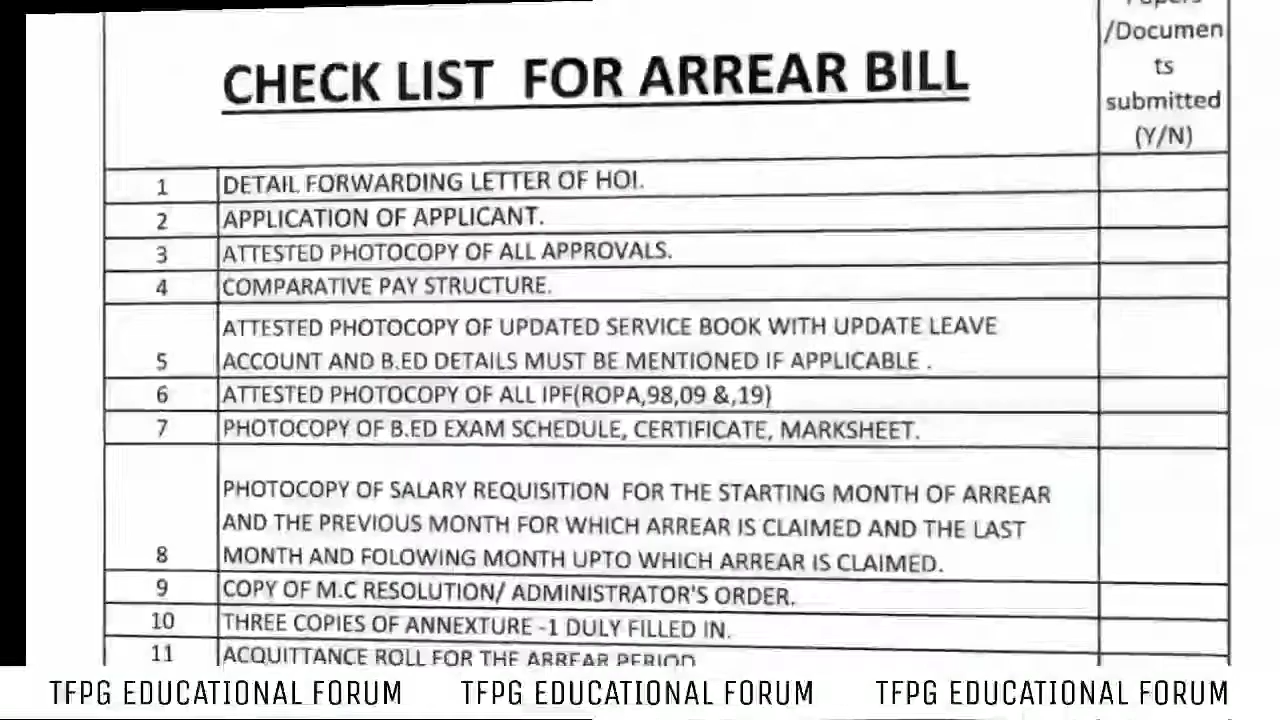 Papers
/Documen
ts
submitted
(Y/N)
CHECK LIST FOR ARREAR BILL
1 DETAIL FORWARDING LETTER OF HOI.
2 APPLICATION OF APPLICANT.
3 ATTESTED PHOTOCOPY OF ALL APPROVALS.
4 COMPARATIVE PAY STRUCTURE.
ATTESTED PHOTOCOPY OF UPDATED SERVICE BOOK WITH UPDATE LEAVE
5 ACCOUNT AND B.ED DETAILS MUST BE MENTIONED IF APPLICABLE .
6 ATTESTED PHOTOCOPY OF ALL IPF(ROPA,98,09 &,19)
7 PHOTOCOPY OF B.ED EXAM SCHEDULE, CERTIFICATE, MARKSHEET.
PHOTOCOPY OF SALARY REQUISITION FOR THE STARTING MONTH OF ARREAR
AND THE PREVIOUS MONTH FOR WHICH ARREAR IS CLAIMED AND THE LAST
8 MONTH AND FOLOWING MONTH UPTO WHICH ARREAR IS CLAIMED.
9 COPY OF M.C RESOLUTION/ ADMINISTRATOR'S ORDER.
10 THREE COPIES OF ANNEXTURE -1 DULY FILLED IN.
11 ACQUITTANCE ROLL FOR THE ARREAR PERIOD
TFPG EDUCATIONAL FORUM TFPG EDUCATIONAL FORUM TFPG EDUCATIONAL FORUM